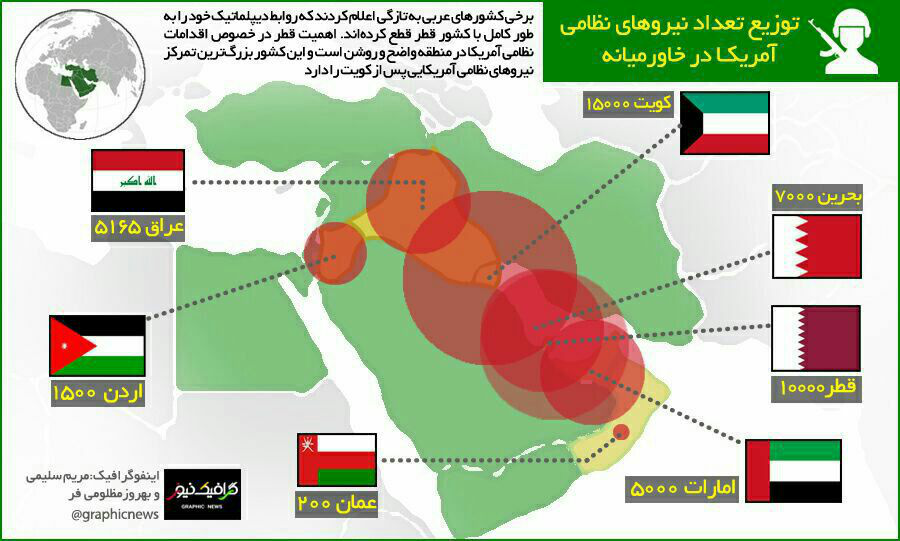 توزیع تعداد نیروهای نظامی
آمریکا در خاورمیانه
برخی کشورهای عربی به تازگی اعلام کردند که روابط دیپلماتیک خود را به
طور کامل با کشور قطر قطع کرده‌اند. اهمیت قطر در خصوص اقدامات
نظامی آمریکا در منطقه واضح و روشن است و این کشور بزرگ‌ترین تمرکز
نیروهای نظامی آمریکایی پس از کویت را دارد
کویت ۱۵۰۰۰
بحرین ۷۰۰۰
الله اکبر
عراق ۵۱۶۵
قطر ۱۰۰۰۰
اردن ۱۵۰۰
امارات ۵۰۰۰
عمان ۲۰۰
اینفوگرافیک: مریم سلیمی
و بهروز مظلومی فر
@graphicnews
گرافیک نیوز
GRAPHIC NEWS